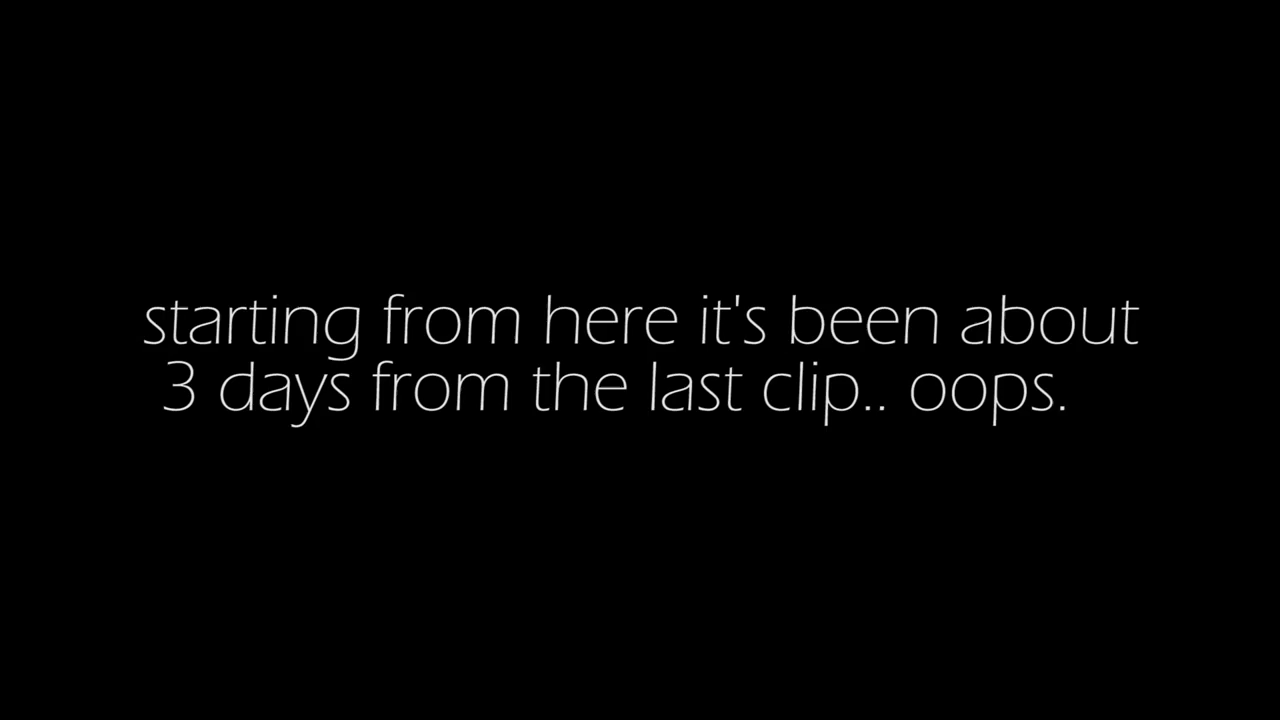 starting from here it's been about
3 days from the last clip.. oops.